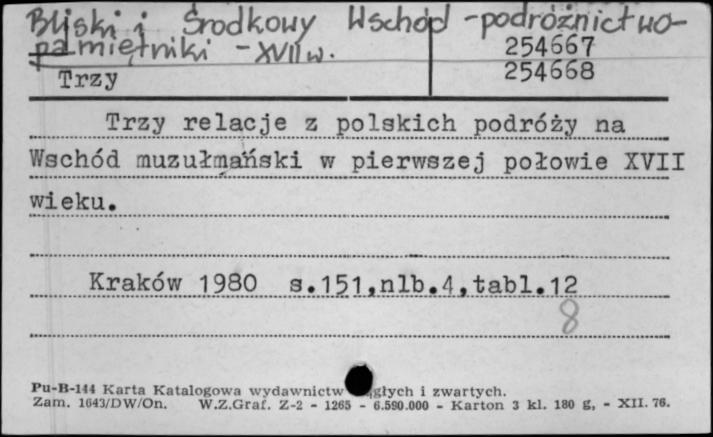 Bliski i Środkowy Wschód - podróżnictwo-
pamiętniki - XVII w.
254667
Trzy
254668
Trzy relacje z polskich podróży na
Wschód muzułmański w pierwszej połowie XVII
wieku.
Kraków 1980 s.151,nlb.4,tabl.12
8
Pu-B-144 Karta Katalogowa wydawnictw głych i zwartych.
Zam. 1643/DW/On. W.Z.Graf. Z-2 - 1265 - 6.590.000 - Karton 3 kl. 180 g, - XII. 76.